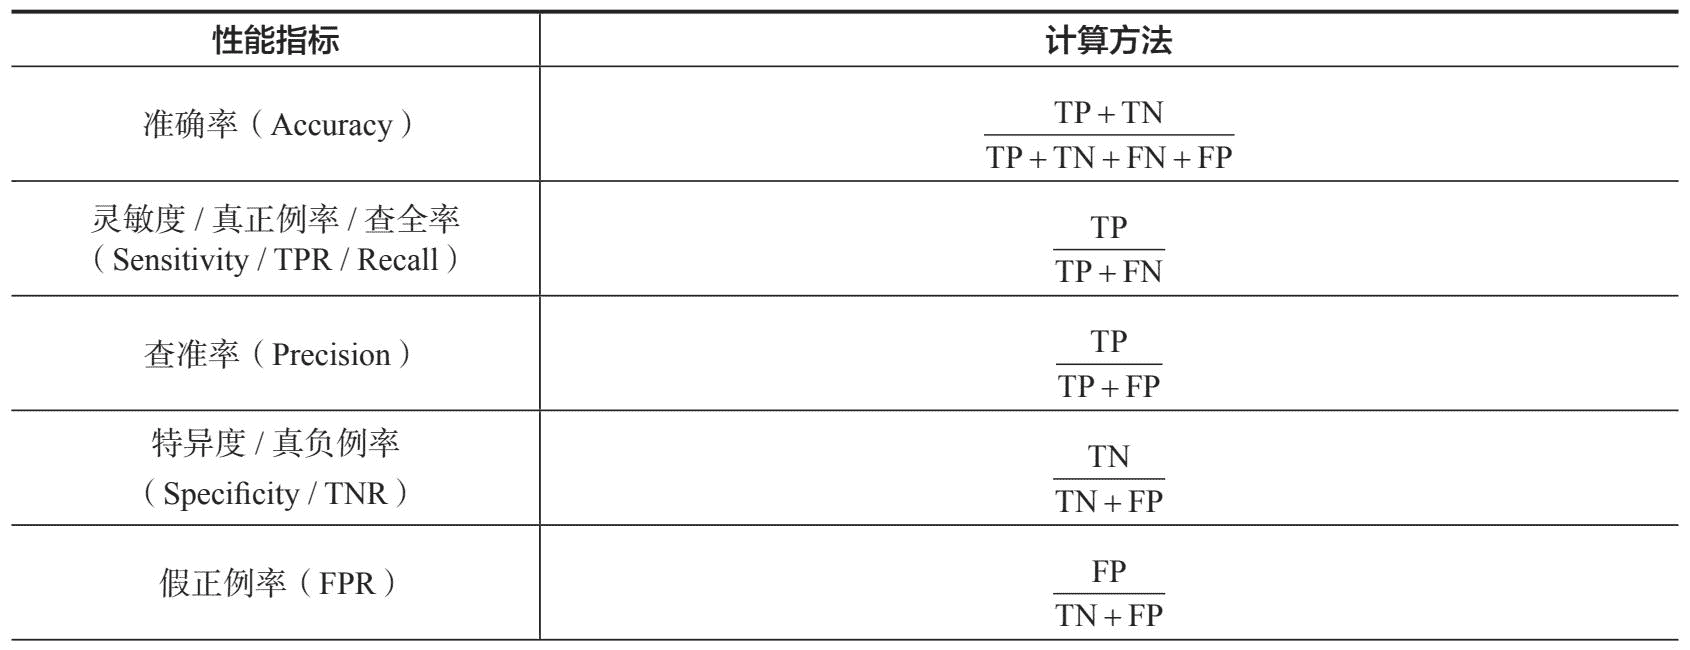 性能指标
计算方法
准确率（Accuracy）
TP + TN
TP + TN + FN + FP
灵敏度 / 真正例率 / 查全率
（Sensitivity / TPR / Recall）
TP
TP + FN
查准率（Precision）
TP
TP + FP
特异度 / 真负例率
（Specificity / TNR）
TN
TN + FP
假正例率（FPR）
FP
TN + FP